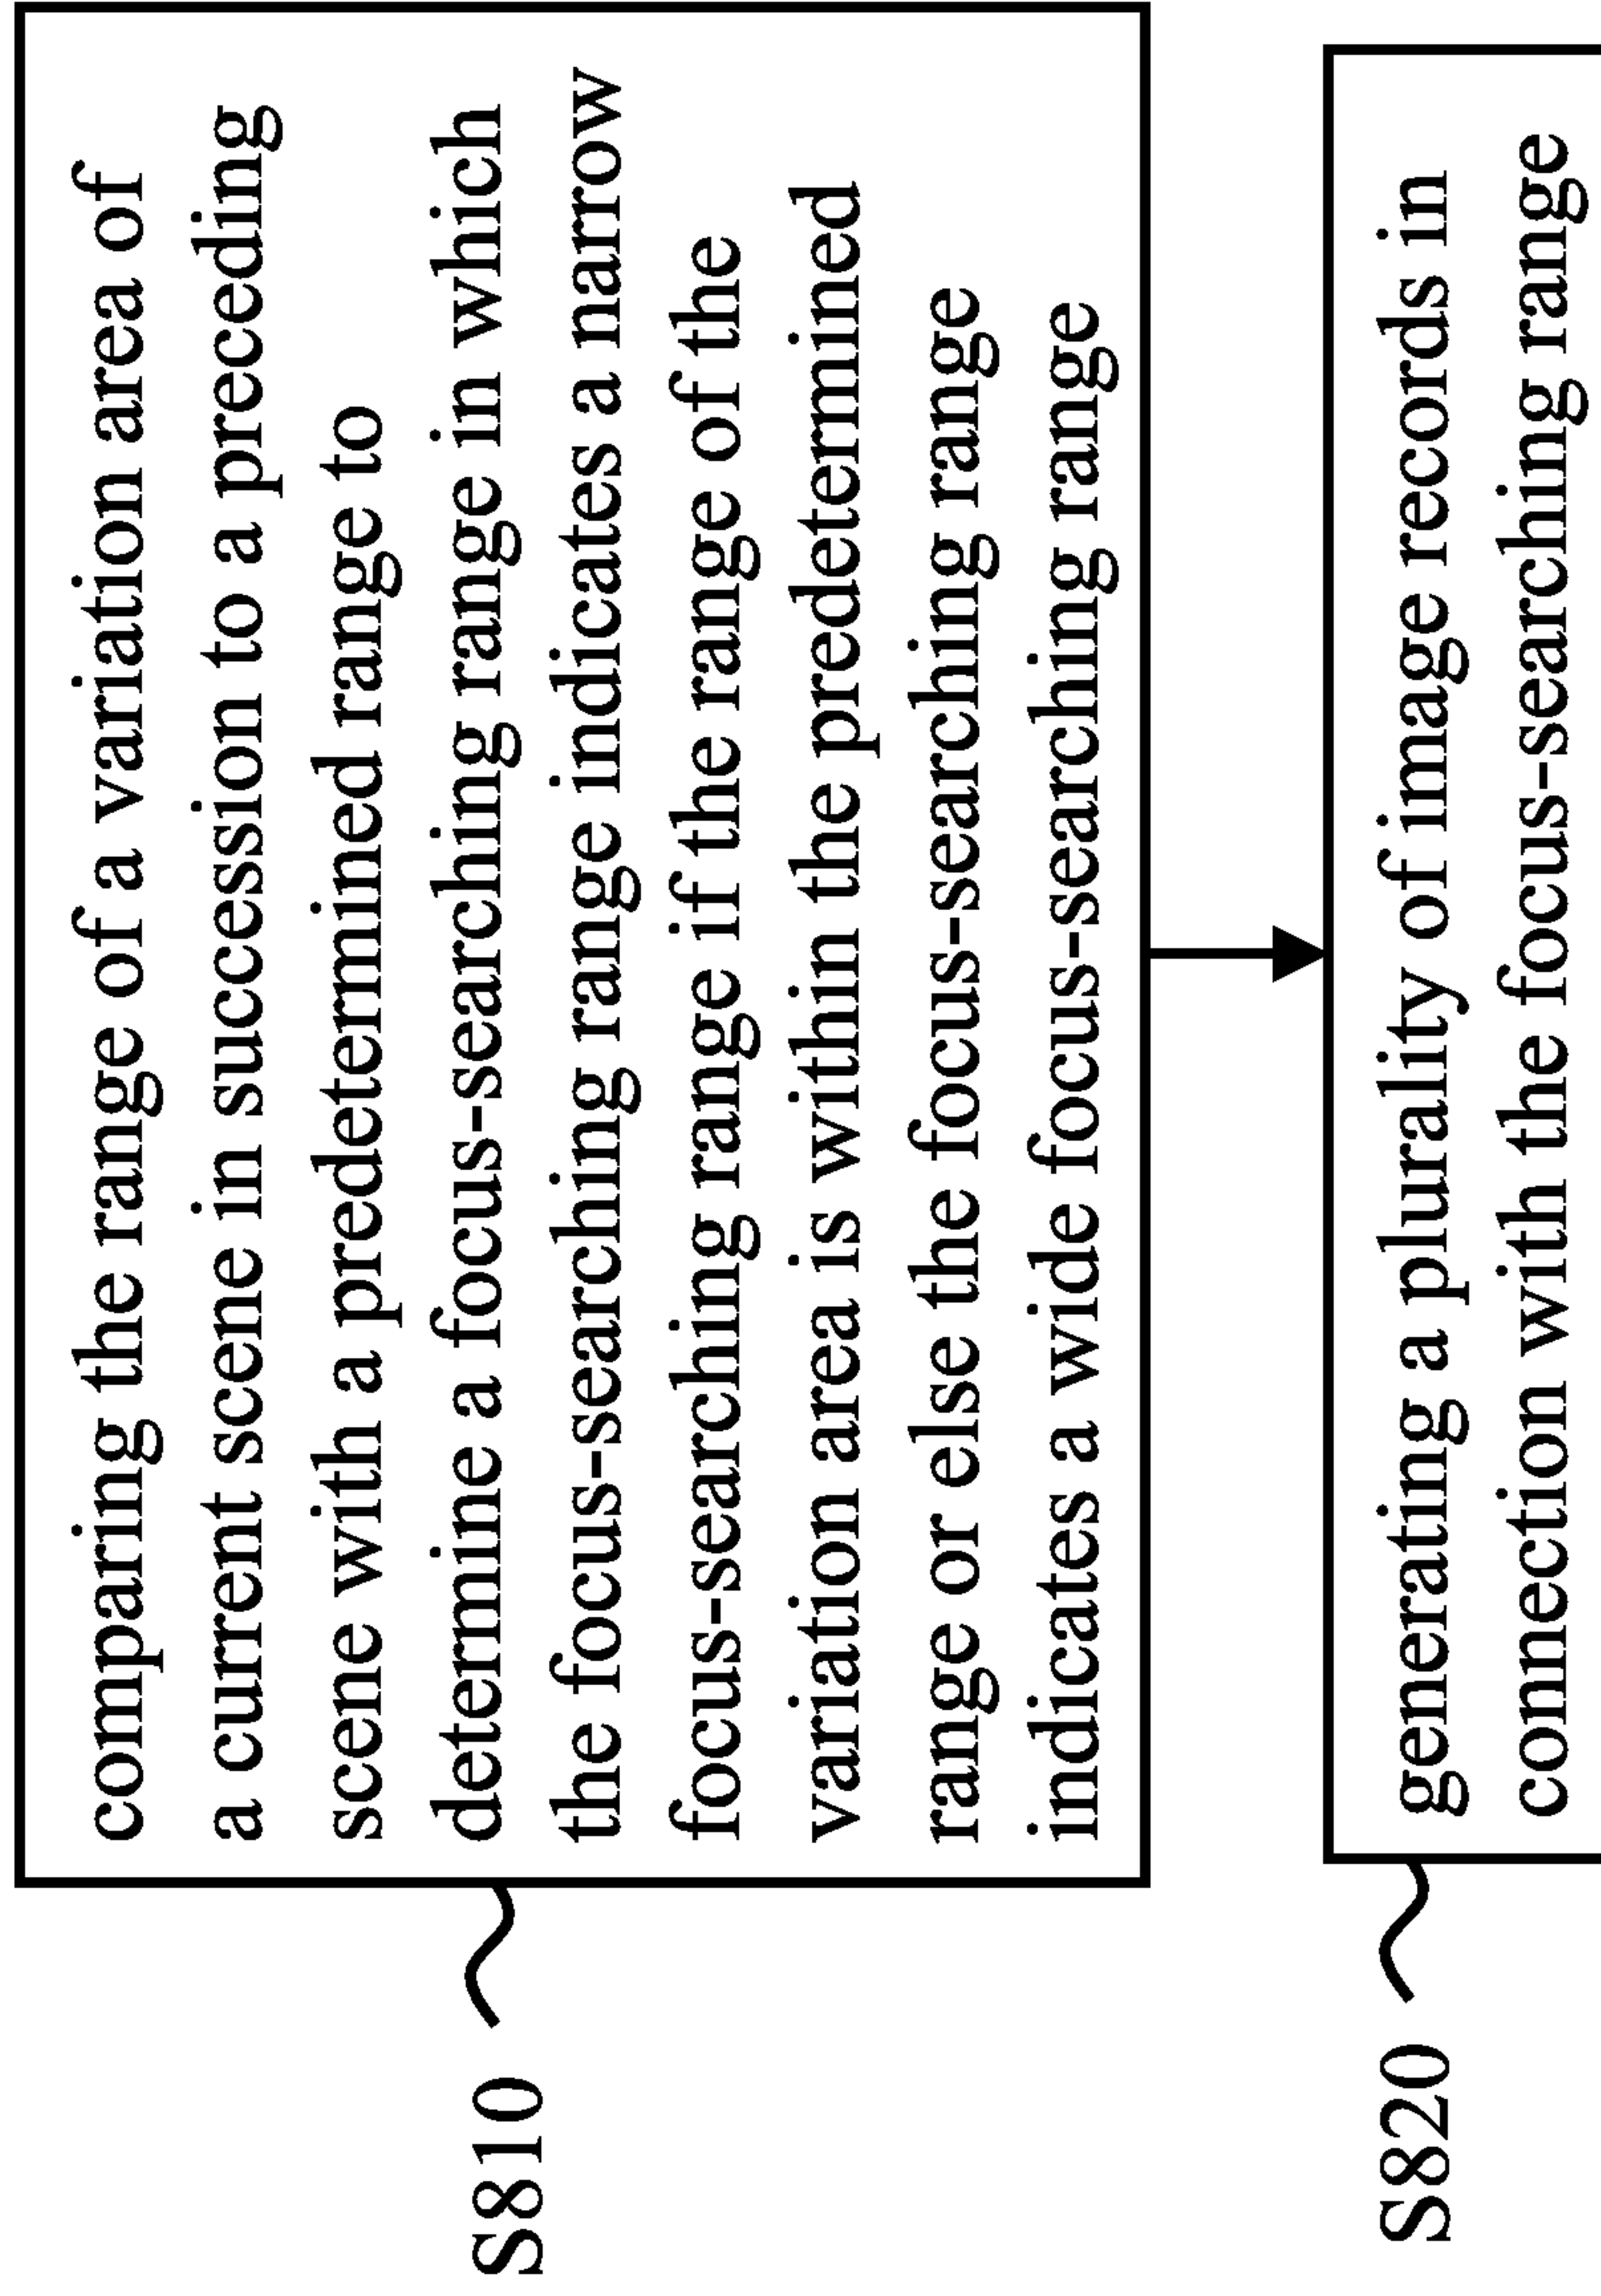 comparing the range of a variation area of
a current scene in succession to a preceding
scene with a predetermined range to
determine a focus-searching range in which
the focus-searching range indicates a narrow
focus-searching range if the range of the
variation area is within the predetermined
range or else the focus-searching range
indicates a wide focus-searching range
S810
generating a plurality of image records in
connection with the focus-searching range
S820